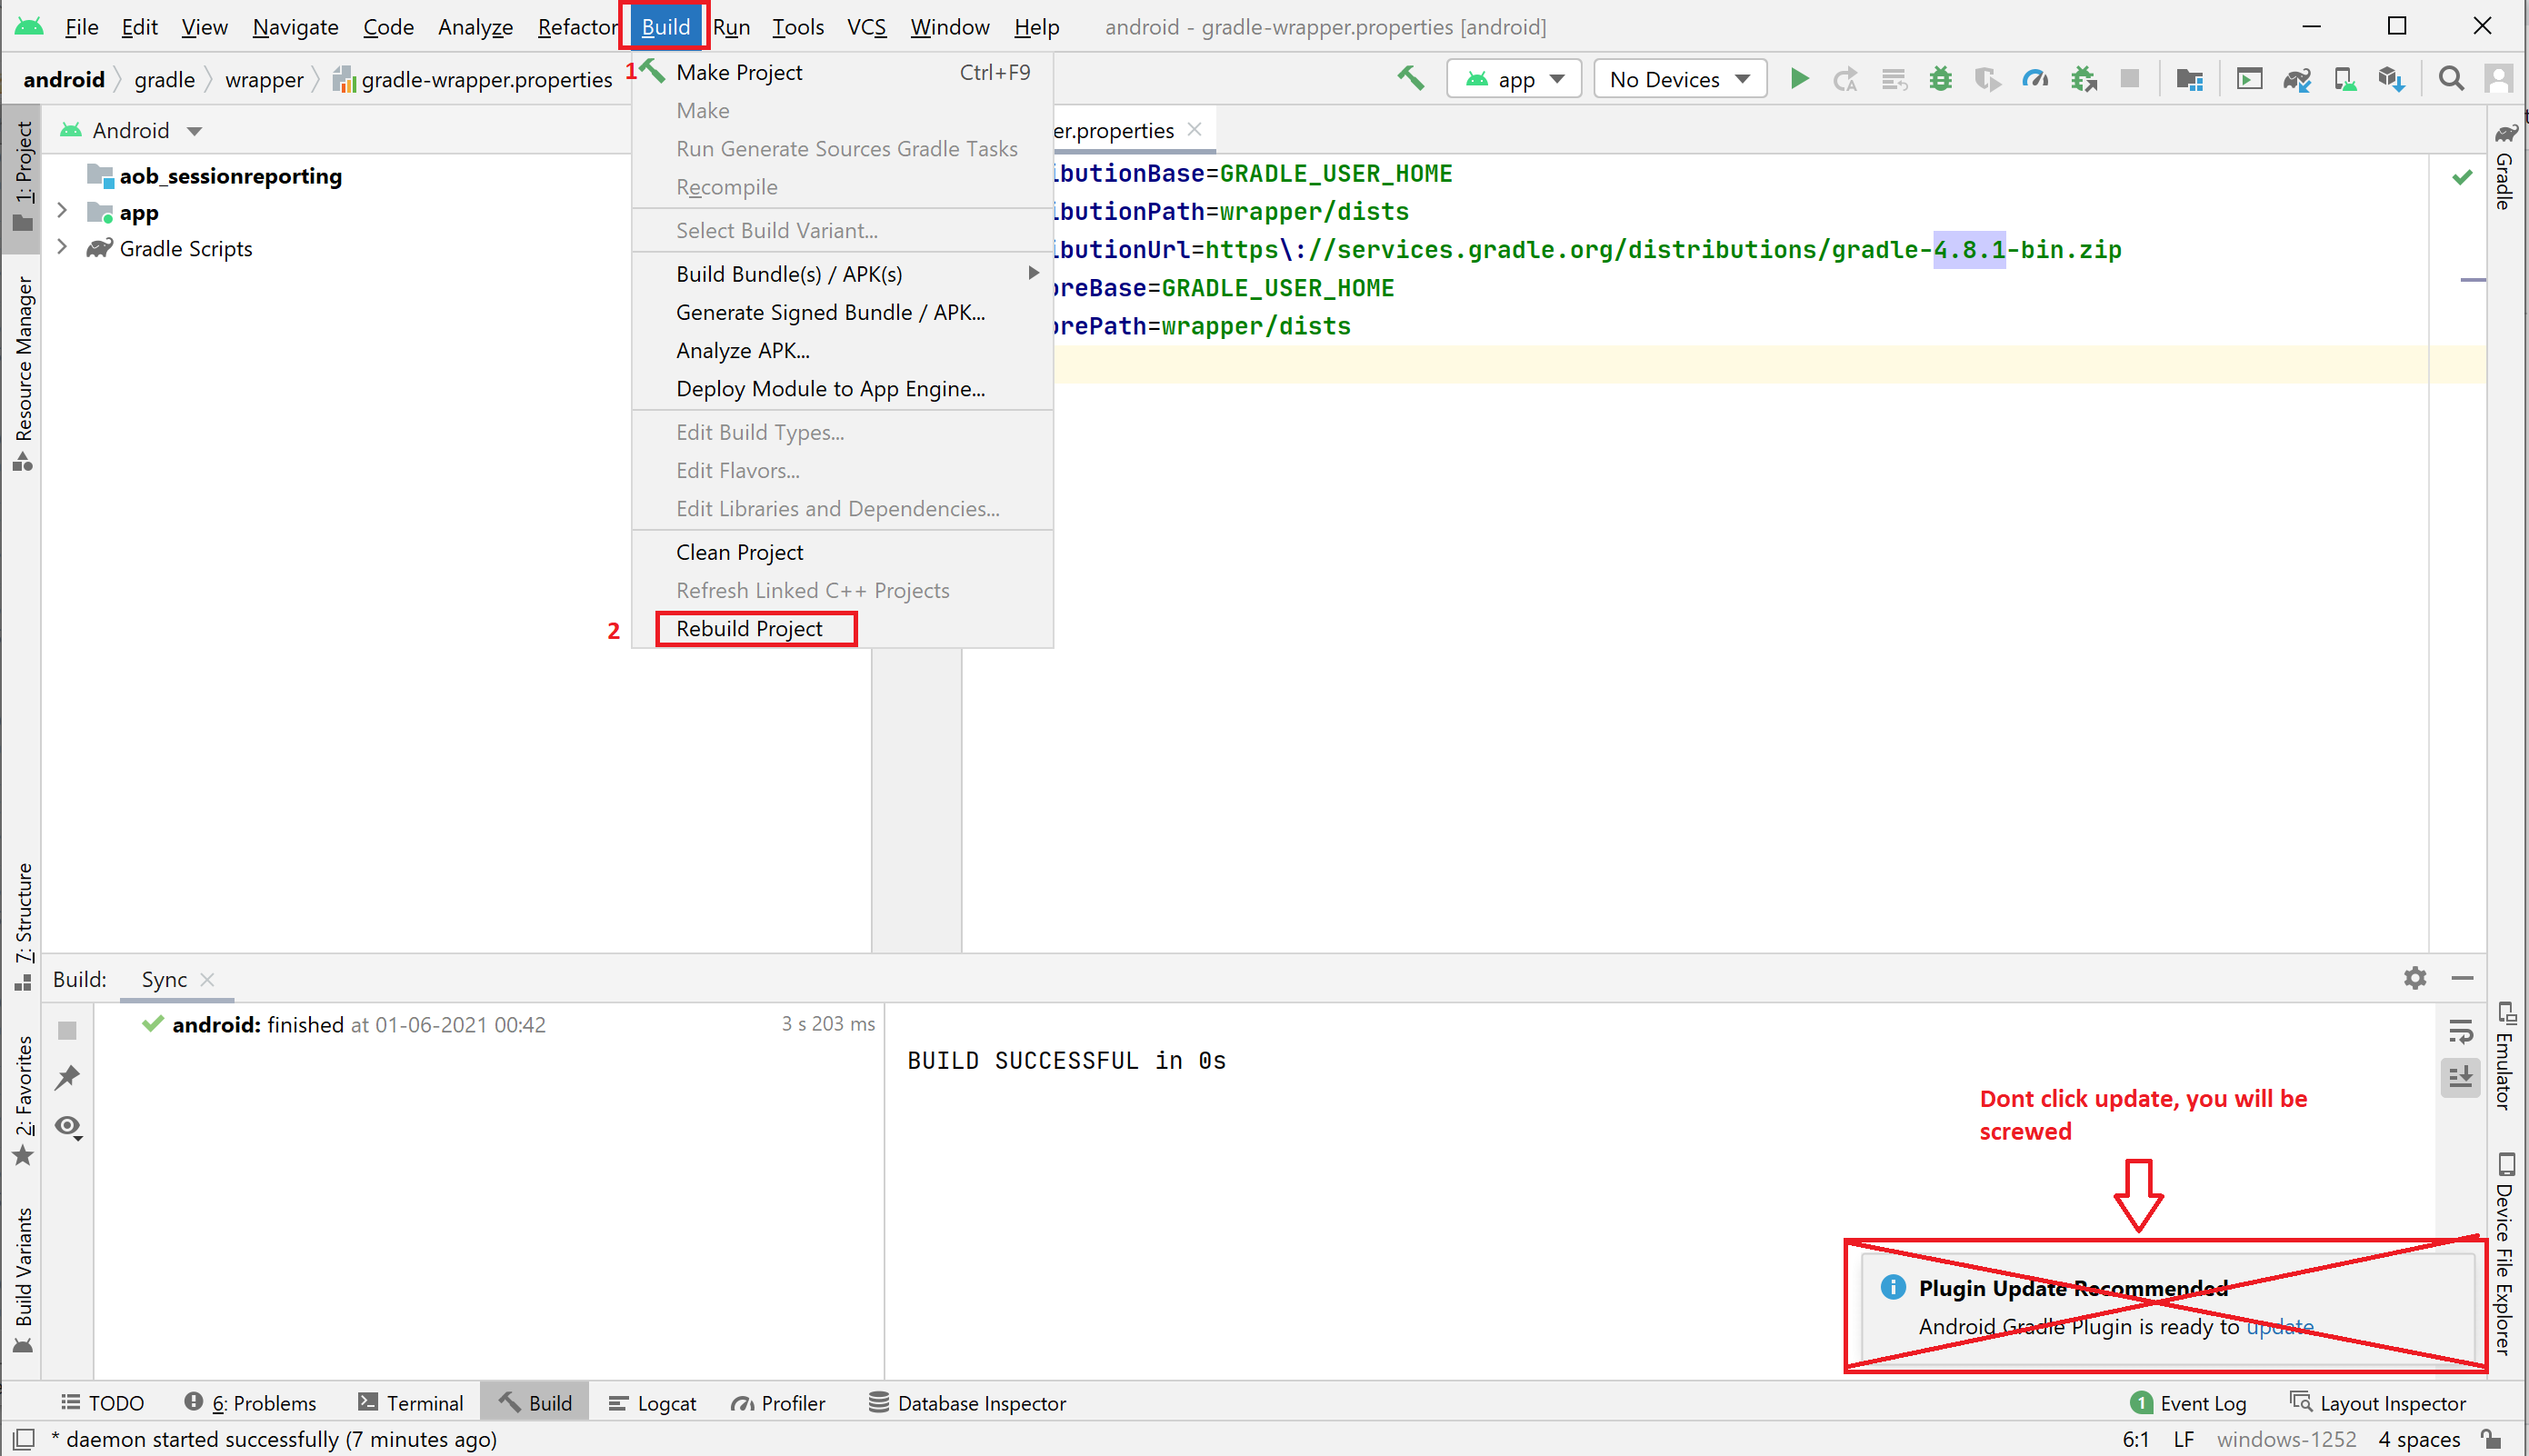 File Edit View Navigate Code Analyze Refactor Build Run Tools VCS Window Help android - gradle-wrapper.properties [android]
android gradle wrapper gradle-wrapper.properties
1
Make Project Ctrl+F9
app No Devices
Make
Run Generate Sources Gradle Tasks
Recompile
Select Build Variant...
Build Bundle(s) / APK(s)
Generate Signed Bundle / APK...
Analyze APK...
Deploy Module to App Engine...
Edit Build Types...
Edit Flavors...
Edit Libraries and Dependencies...
Clean Project
Refresh Linked C++ Projects
2 Rebuild Project
1: Project
Resource Manager
7: Structure
2: Favorites
Build Variants
Android
aob_sessionreporting
app
Gradle Scripts
er.properties
ibutionBase=GRADLE_USER_HOME
ibutionPath=wrapper/dists
ibutionUrl=https\://services.gradle.org/distributions/gradle-4.8.1-bin.zip
oreBase=GRADLE_USER_HOME
orePath=wrapper/dists
Gradle
Emulator
Device File Explorer
Build: Sync
android: finished at 01-06-2021 00:42 3 s 203 ms
BUILD SUCCESSFUL in 0s
Dont click update, you will be
screwed
Plugin Update Recommended
Android Gradle Plugin is ready to update
TODO 6: Problems Terminal Build Logcat Profiler Database Inspector 1 Event Log Layout Inspector
* daemon started successfully (7 minutes ago) 6:1 LF windows-1252 4 spaces